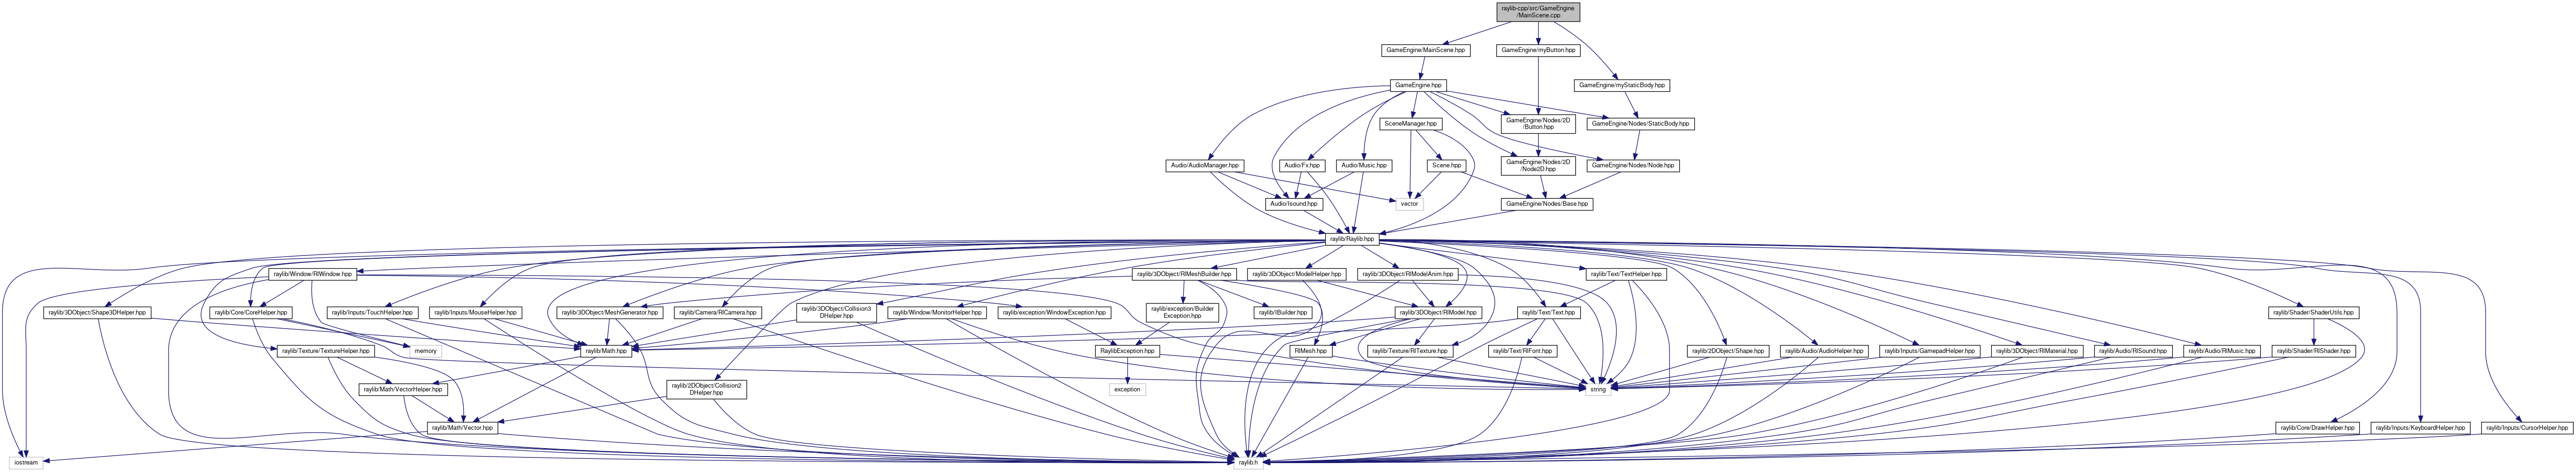 raylib-cpp/src/GameEngine
/MainScene.cpp
GameEngine/MainScene.hpp
GameEngine/myButton.hpp
GameEngine.hpp
GameEngine/myStaticBody.hpp
SceneManager.hpp
GameEngine/Nodes/2D
/Button.hpp
GameEngine/Nodes/StaticBody.hpp
Audio/AudioManager.hpp
Audio/Fx.hpp
Audio/Music.hpp
Scene.hpp
GameEngine/Nodes/2D
/Node2D.hpp
GameEngine/Nodes/Node.hpp
Audio/Isound.hpp
vector
GameEngine/Nodes/Base.hpp
raylib/Raylib.hpp
raylib/Window/RlWindow.hpp
raylib/3DObject/RlMeshBuilder.hpp
raylib/3DObject/ModelHelper.hpp
raylib/3DObject/RlModelAnim.hpp
raylib/Text/TextHelper.hpp
raylib/3DObject/Shape3DHelper.hpp
raylib/Core/CoreHelper.hpp
raylib/Inputs/TouchHelper.hpp
raylib/Inputs/MouseHelper.hpp
raylib/3DObject/MeshGenerator.hpp
raylib/Camera/RlCamera.hpp
raylib/3DObject/Collision3
DHelper.hpp
raylib/Window/MonitorHelper.hpp
raylib/exception/WindowException.hpp
raylib/exception/Builder
Exception.hpp
raylib/IBuilder.hpp
raylib/3DObject/RlModel.hpp
raylib/Text/Text.hpp
raylib/Shader/ShaderUtils.hpp
raylib/Texture/TextureHelper.hpp
memory
raylib/Math.hpp
RaylibException.hpp
RlMesh.hpp
raylib/Texture/RlTexture.hpp
raylib/Text/RlFont.hpp
raylib/2DObject/Shape.hpp
raylib/Audio/AudioHelper.hpp
raylib/Inputs/GamepadHelper.hpp
raylib/3DObject/RlMaterial.hpp
raylib/Audio/RlSound.hpp
raylib/Audio/RlMusic.hpp
raylib/Shader/RlShader.hpp
raylib/Math/VectorHelper.hpp
raylib/2DObject/Collision2
DHelper.hpp
exception
string
raylib/Math/Vector.hpp
raylib/Core/DrawHelper.hpp
raylib/Inputs/KeyboardHelper.hpp
raylib/Inputs/CursorHelper.hpp
iostream
raylib.h